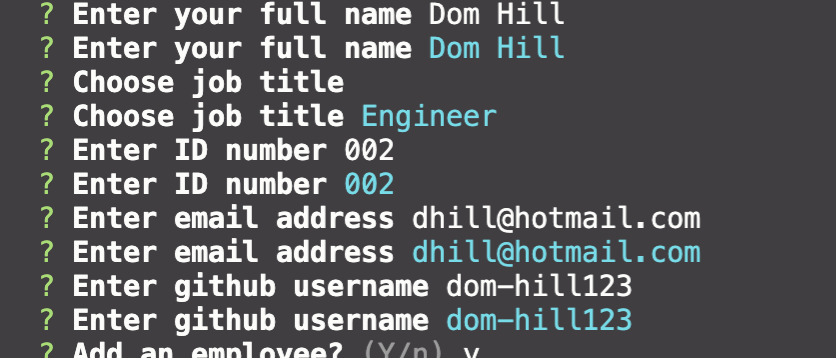 ? Enter your full name Dom Hill
? Enter your full name Dom Hill
? Choose job title
? Choose job title Engineer
? Enter ID number 002
? Enter ID number 002
? Enter email address dhill@hotmail.com
? Enter email address dhill@hotmail.com
? Enter github username dom-hill123
? Enter github username dom-hill123
? Add an employee? (Y/n) y